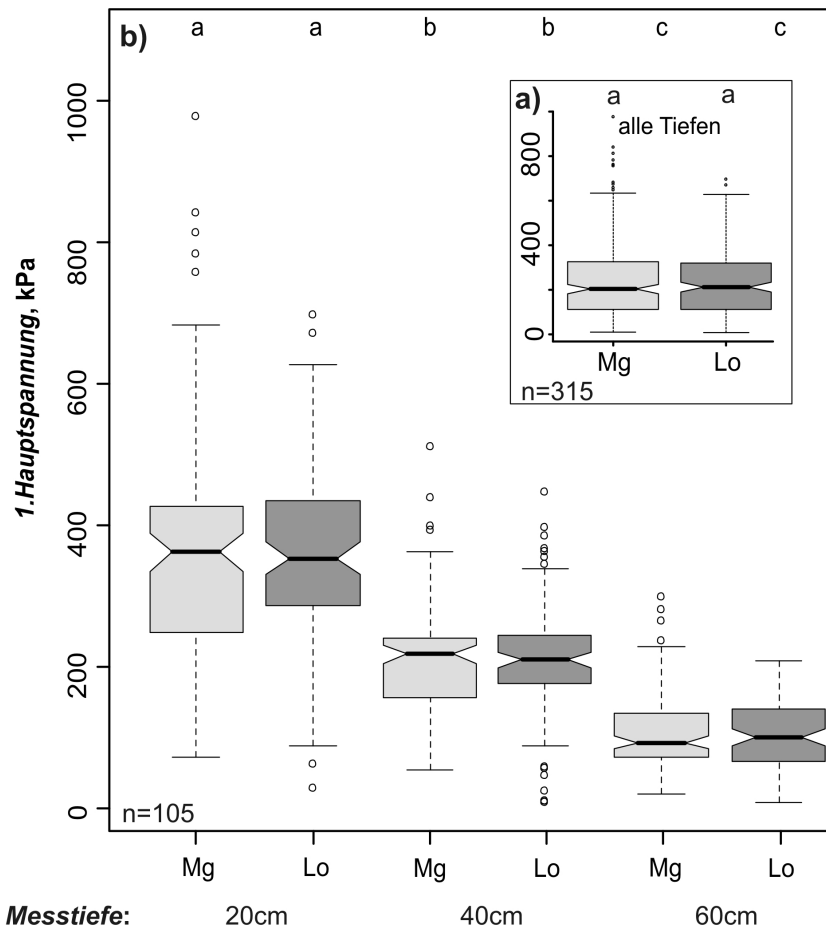 b) a a b b c c
1000
800
600
400
200
0
1.Hauptspannung, kPa
a) a a
alle Tiefen
800
400
0
Mg Lo
n=315
n=105
Mg Lo Mg Lo Mg Lo
Messtiefe: 20cm 40cm 60cm